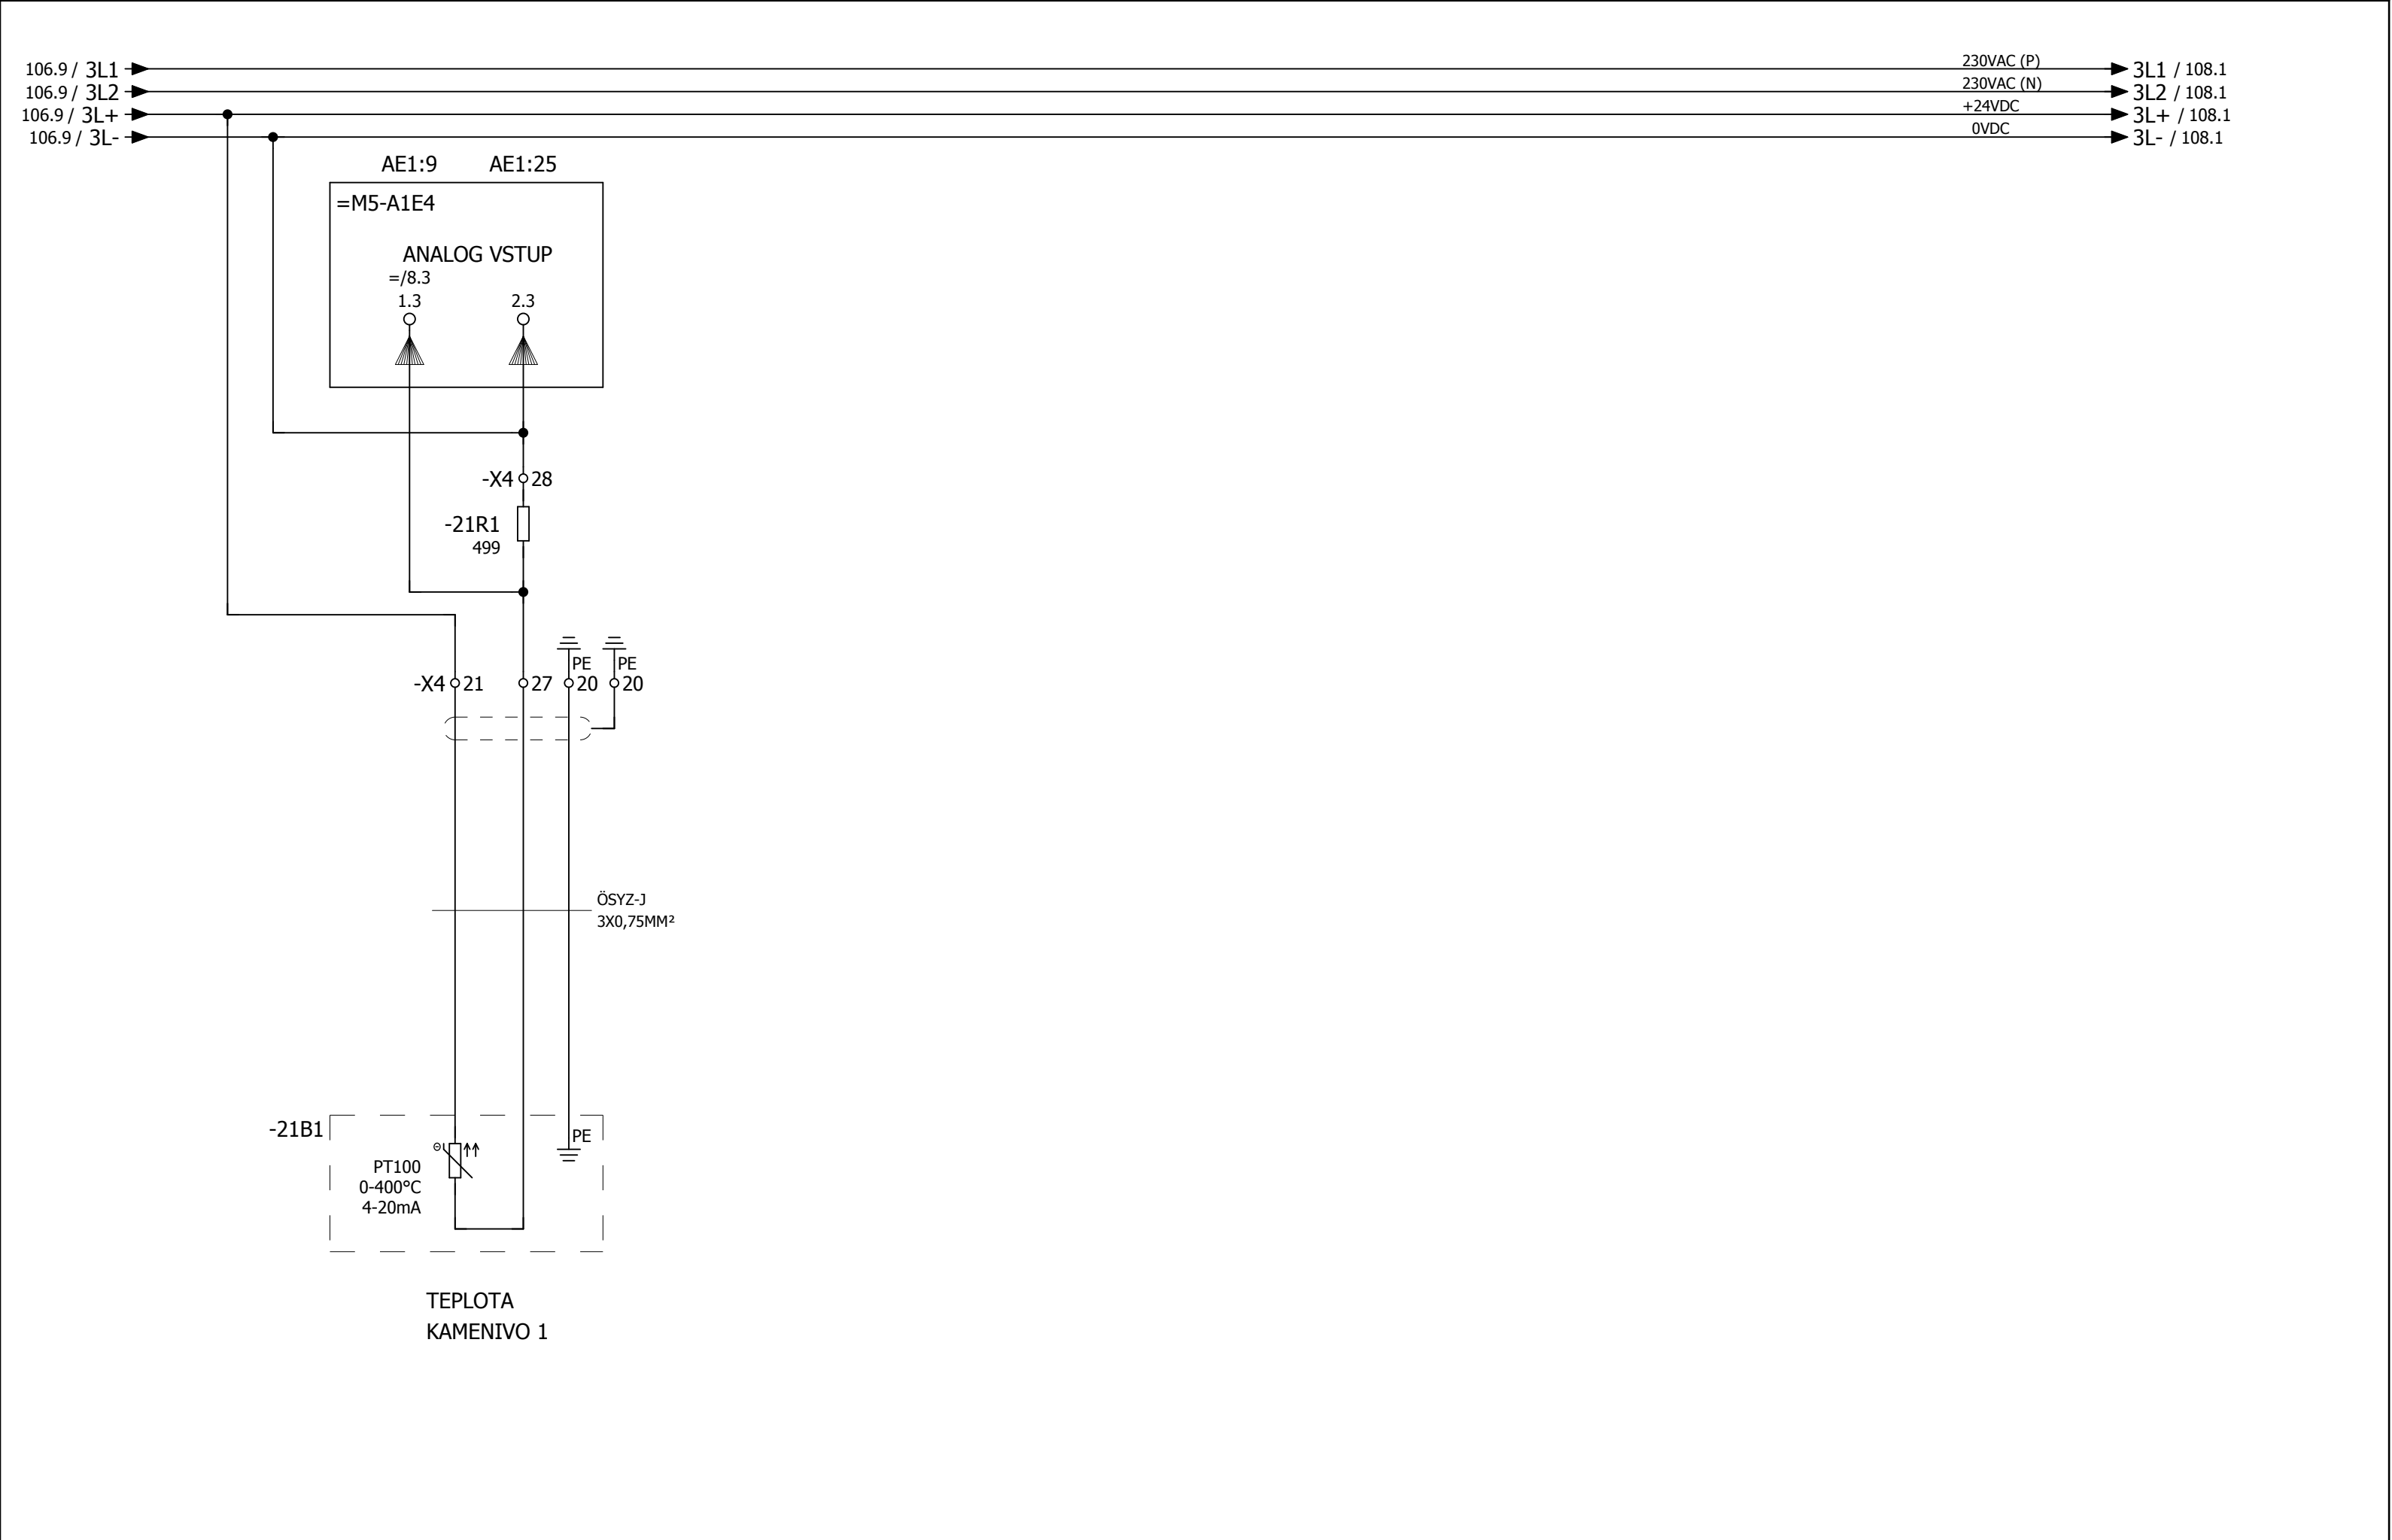 106.9 / 3L1
230VAC (P)
3L1 / 108.1
106.9 / 3L2
230VAC (N)
3L2 / 108.1
106.9 / 3L+
+24VDC
3L+ / 108.1
106.9 / 3L-
0VDC
3L- / 108.1
AE1:9 AE1:25
=M5-A1E4
ANALOG VSTUP
=/8.3
1.3 2.3
-X4 28
-21R1
499
PE PE
-X4 21 27 20 20
ÖSYZ-J
3X0,75MM²
-21B1
PE
PT100
0-400°C
4-20mA
TEPLOTA
KAMENIVO 1